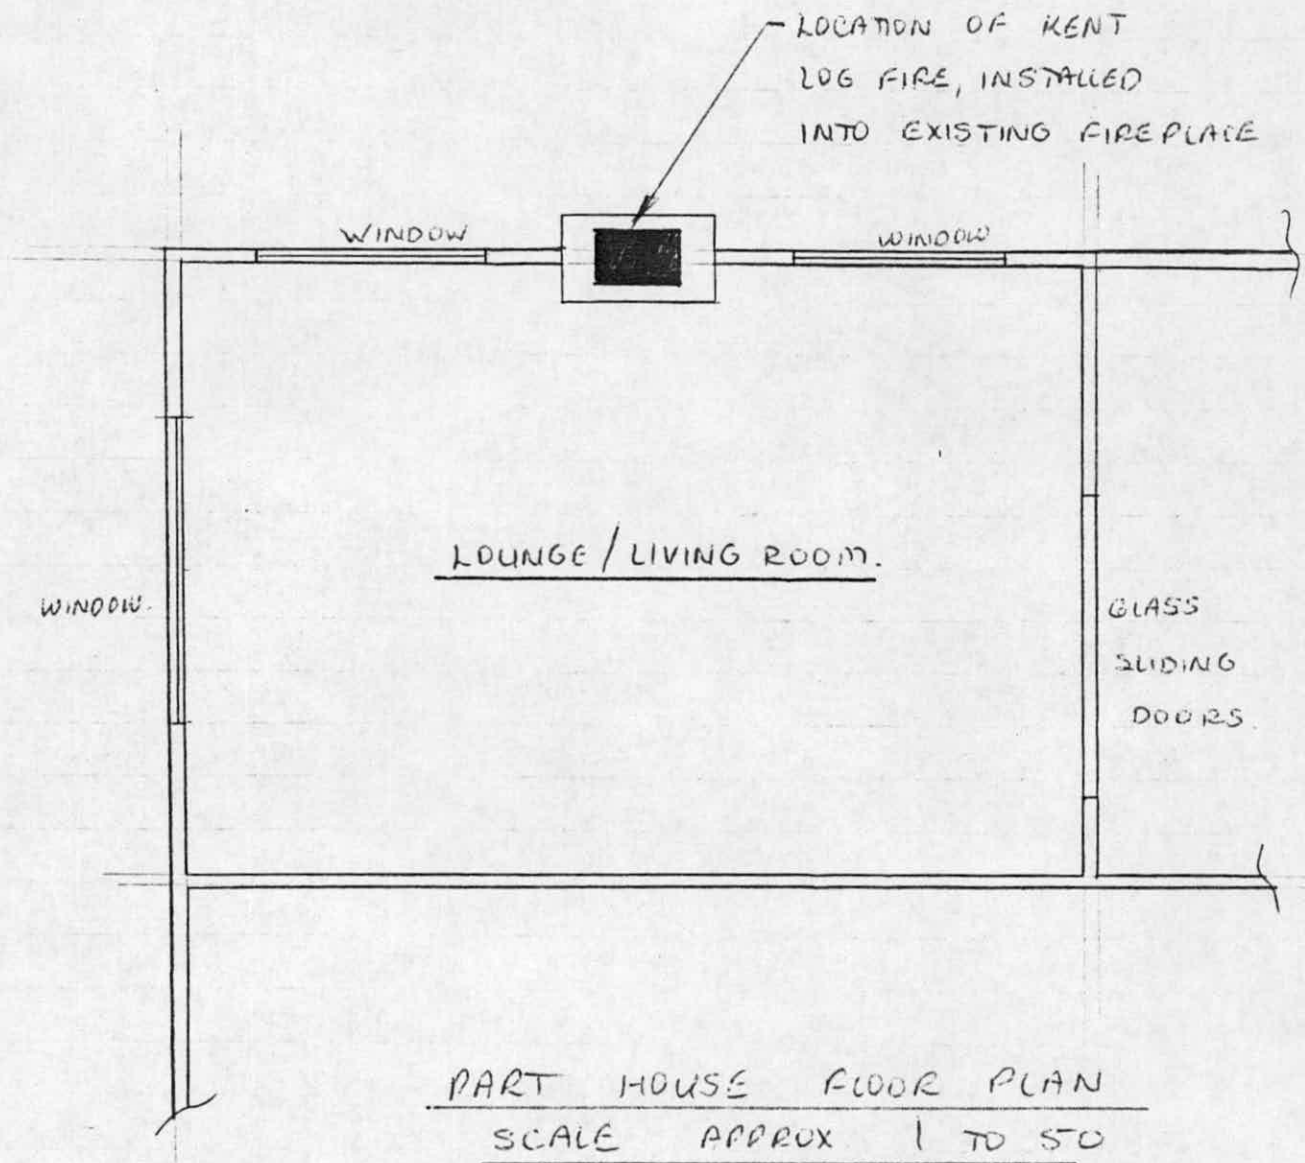 - LOCATION OF KENT
LOG FIRE, INSTALLED
INTO EXISTING FIREPLACE
WINDOW
WINDOW
LOUNGE / LIVING ROOM.
WINDOW.
GLASS
SLIDING
DOORS.
PART HOUSE FLOOR PLAN
SCALE APPROX 1 TO 50